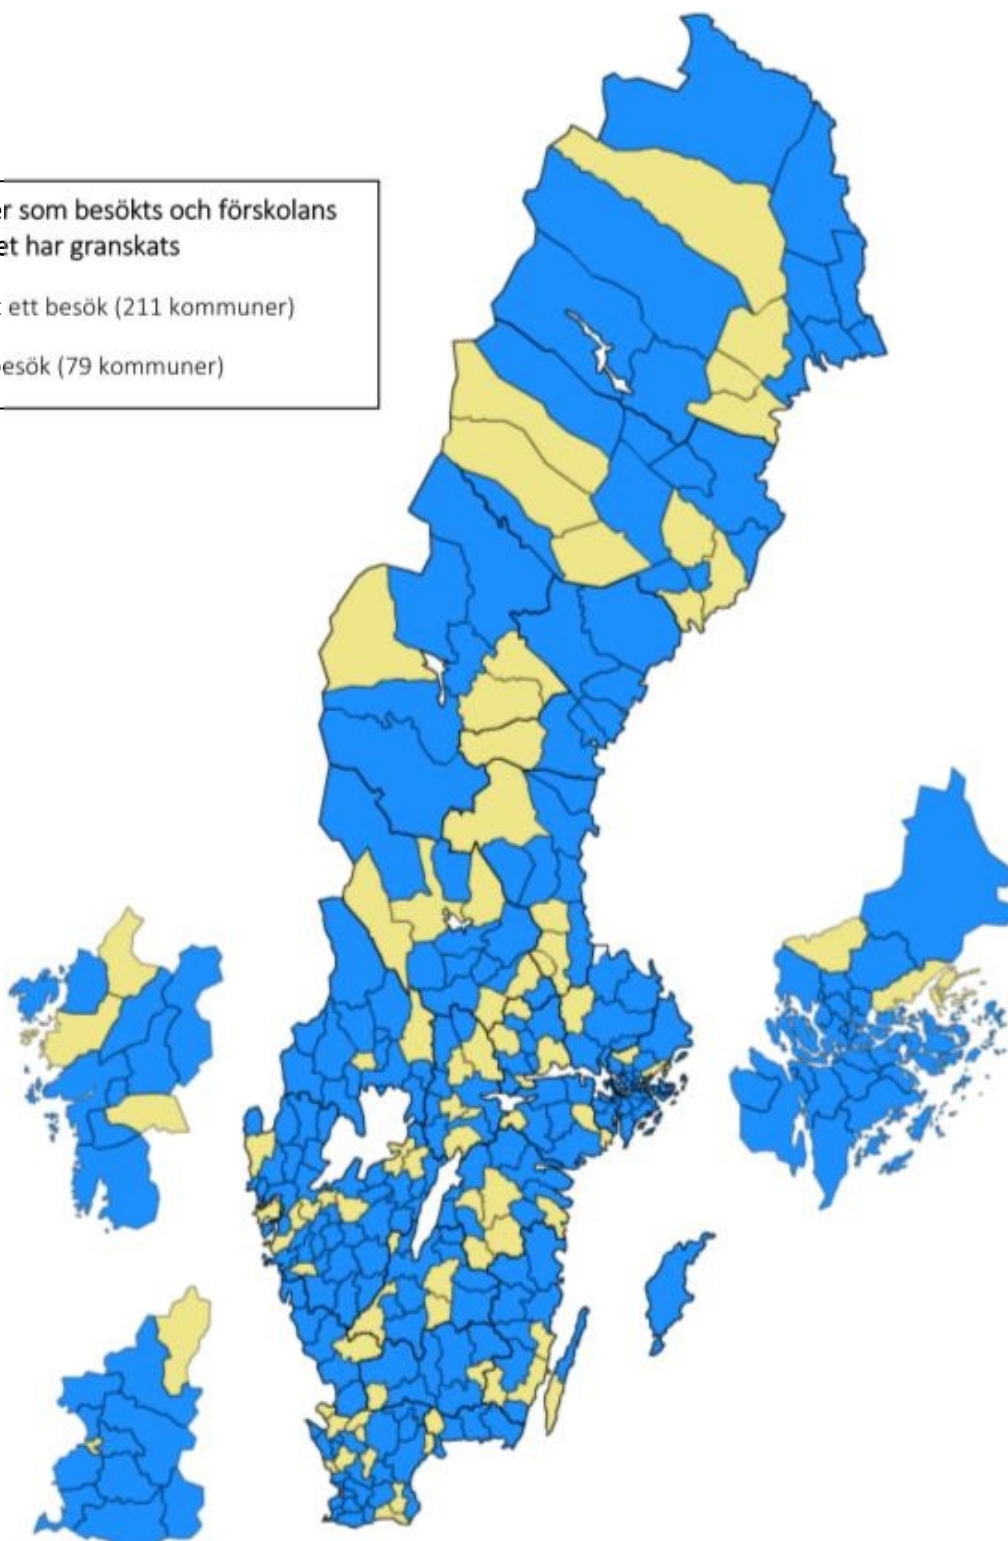 er som besökts och förskolans
et har granskats
ett besök (211 kommuner)
besök (79 kommuner)